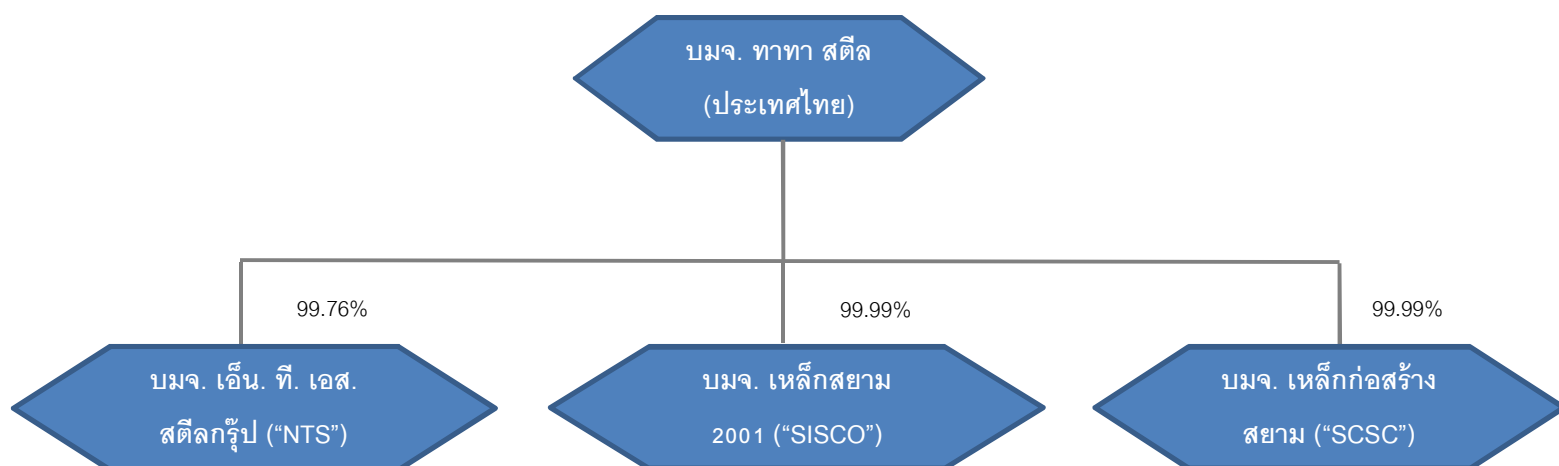 บมจ. ทาทา สตีล
(ประเทศไทย)
99.76%
99.99%
99.99%
บมจ. เอ็น. ที. เอส.
สตีลกรุ๊ป (“NTS”)
บมจ. เหล็กสยาม
2001 (“SISCO”)
บมจ. เหล็กก่อสร้าง
สยาม (“SCSC”)